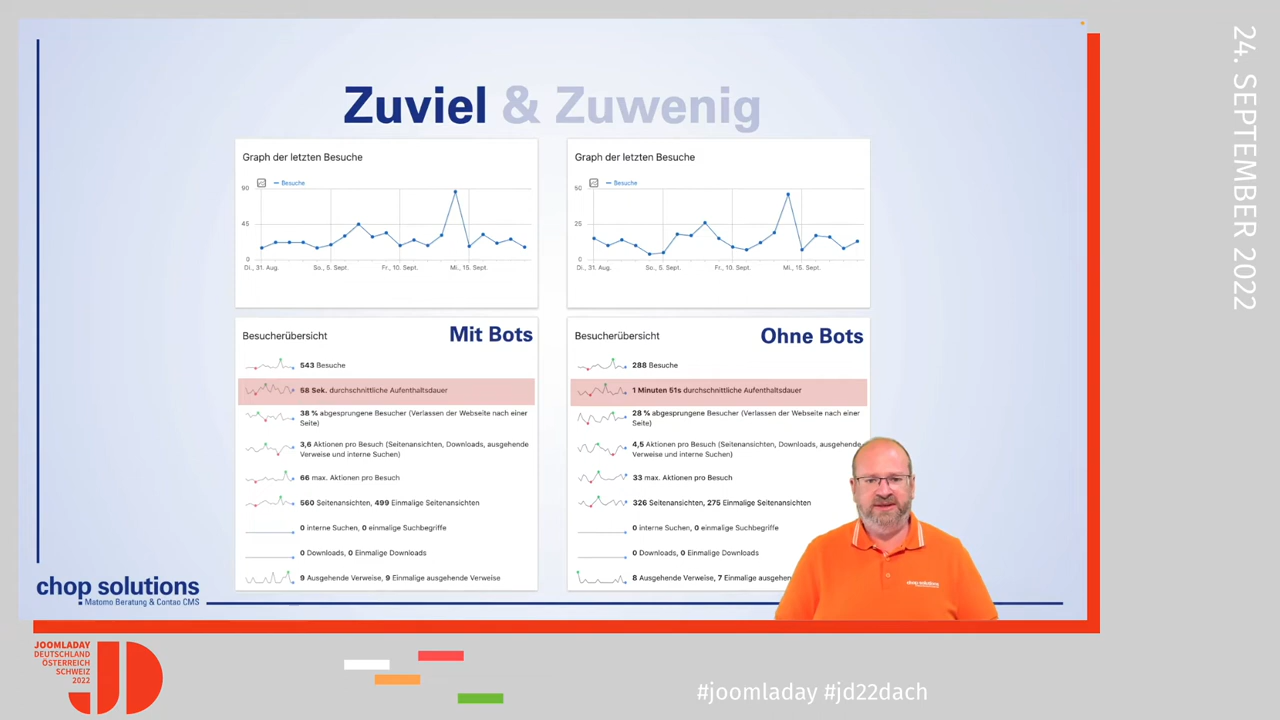 Zuviel & Zuwenig
Graph der letzten Besuche
Besuche
90
45
0
Di., 31. Aug.
So., 5. Sept.
Fr., 10. Sept.
Mi., 15. Sept.
Graph der letzten Besuche
Besuche
50
25
0
Di., 31. Aug.
So., 5. Sept.
Fr., 10. Sept.
Mi., 15. Sept.
Besucherübersicht
Mit Bots
543 Besuche
58 Sek. durchschnittliche Aufenthaltsdauer
38 % abgesprungene Besucher (Verlassen der Webseite nach einer
Seite)
3,6 Aktionen pro Besuch (Seitenansichten, Downloads, ausgehende
Verweise und interne Suchen)
66 max. Aktionen pro Besuch
560 Seitenansichten, 499 Einmalige Seitenansichten
0 interne Suchen, 0 einmalige Suchbegriffe
0 Downloads, 0 Einmalige Downloads
9 Ausgehende Verweise, 9 Einmalige ausgehende Verweise
Besucherübersicht
Ohne Bots
288 Besuche
1 Minuten 51s durchschnittliche Aufenthaltsdauer
28 % abgesprungene Besucher (Verlassen der Webseite nach einer
Seite)
4,5 Aktionen pro Besuch (Seitenansichten, Downloads, ausgehende
Verweise und interne Suchen)
33 max. Aktionen pro Besuch
326 Seitenansichten, 275 Einmalige Seitenansichten
0 interne Suchen, 0 einmalige Suchbegriffe
0 Downloads, 0 Einmalige Downloads
8 Ausgehende Verweise, 7 Einmalige ausgehen
chop solutions
Matomo Beratung & Contao CMS
chop solutions
24. SEPTEMBER 2022
JOOMLADAY
DEUTSCHLAND
ÖSTERREICH
SCHWEIZ
2022
JD
#joomladay #jd22dach